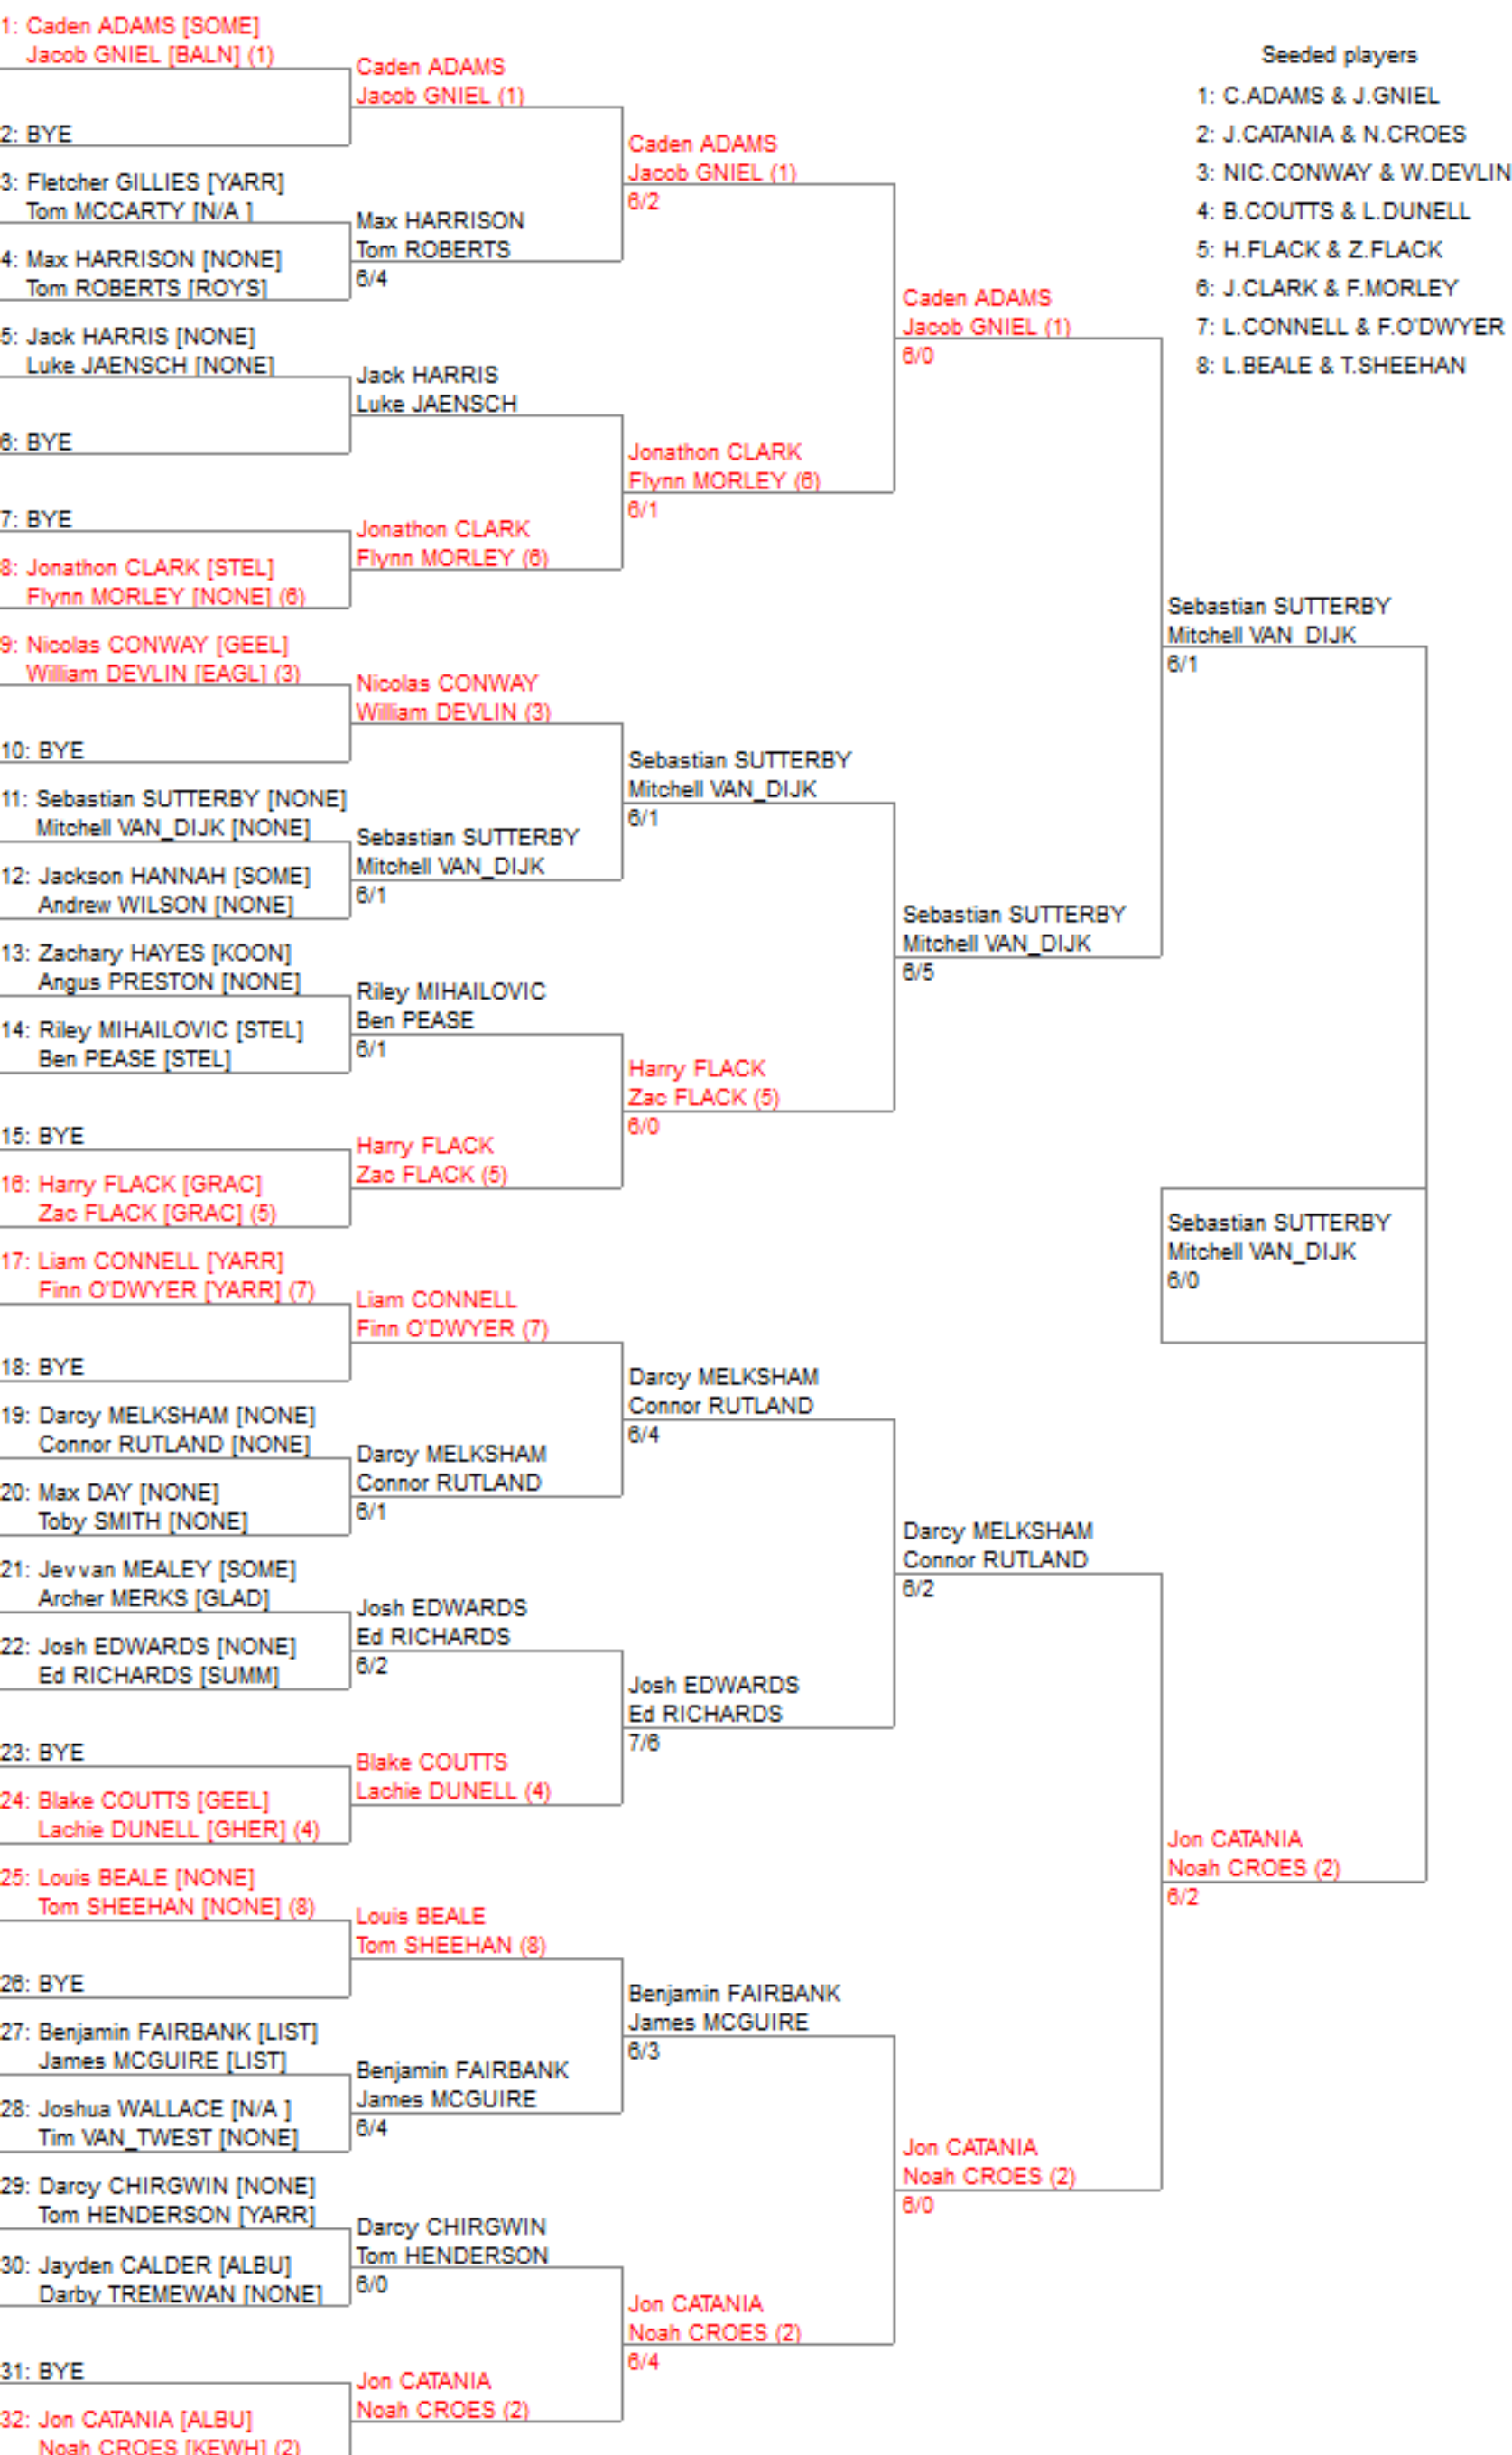 1: Caden ADAMS [SOME]
Jacob GNIEL [BALN] (1)
2: BYE
3: Fletcher GILLIES [YARR]
Tom MCCARTY [N/A ]
4: Max HARRISON [NONE]
Tom ROBERTS [ROYS]
5: Jack HARRIS [NONE]
Luke JAENSCH [NONE]
6: BYE
7: BYE
8: Jonathon CLARK [STEL]
Flynn MORLEY [NONE] (6)
9: Nicolas CONWAY [GEEL]
William DEVLIN [EAGL] (3)
10: BYE
11: Sebastian SUTTERBY [NONE]
Mitchell VAN_DIJK [NONE]
12: Jackson HANNAH [SOME]
Andrew WILSON [NONE]
13: Zachary HAYES [KOON]
Angus PRESTON [NONE]
14: Riley MIHAILOVIC [STEL]
Ben PEASE [STEL]
15: BYE
16: Harry FLACK [GRAC]
Zac FLACK [GRAC] (5)
17: Liam CONNELL [YARR]
Finn O'DWYER [YARR] (7)
18: BYE
19: Darcy MELKSHAM [NONE]
Connor RUTLAND [NONE]
20: Max DAY [NONE]
Toby SMITH [NONE]
21: Jevvan MEALEY [SOME]
Archer MERKS [GLAD]
22: Josh EDWARDS [NONE]
Ed RICHARDS [SUMM]
23: BYE
24: Blake COUTTS [GEEL]
Lachie DUNELL [GHER] (4)
25: Louis BEALE [NONE]
Tom SHEEHAN [NONE] (8)
26: BYE
27: Benjamin FAIRBANK [LIST]
James MCGUIRE [LIST]
28: Joshua WALLACE [N/A ]
Tim VAN_TWEST [NONE]
29: Darcy CHIRGWIN [NONE]
Tom HENDERSON [YARR]
30: Jayden CALDER [ALBU]
Darby TREMEWAN [NONE]
31: BYE
32: Jon CATANIA [ALBU]
Noah CROES [KEWH] (2)
Caden ADAMS
Jacob GNIEL (1)
Max HARRISON
Tom ROBERTS
6/4
Jack HARRIS
Luke JAENSCH
Jonathon CLARK
Flynn MORLEY (6)
Nicolas CONWAY
William DEVLIN (3)
Sebastian SUTTERBY
Mitchell VAN_DIJK
6/1
Riley MIHAILOVIC
Ben PEASE
6/1
Harry FLACK
Zac FLACK (5)
Liam CONNELL
Finn O'DWYER (7)
Darcy MELKSHAM
Connor RUTLAND
6/1
Josh EDWARDS
Ed RICHARDS
6/2
Blake COUTTS
Lachie DUNELL (4)
Louis BEALE
Tom SHEEHAN (8)
Benjamin FAIRBANK
James MCGUIRE
6/4
Darcy CHIRGWIN
Tom HENDERSON
6/0
Jon CATANIA
Noah CROES (2)
Caden ADAMS
Jacob GNIEL (1)
6/2
Jonathon CLARK
Flynn MORLEY (6)
6/1
Sebastian SUTTERBY
Mitchell VAN_DIJK
6/1
Harry FLACK
Zac FLACK (5)
6/0
Darcy MELKSHAM
Connor RUTLAND
6/4
Josh EDWARDS
Ed RICHARDS
7/6
Benjamin FAIRBANK
James MCGUIRE
6/3
Jon CATANIA
Noah CROES (2)
6/4
Caden ADAMS
Jacob GNIEL (1)
6/0
Sebastian SUTTERBY
Mitchell VAN_DIJK
6/5
Darcy MELKSHAM
Connor RUTLAND
6/2
Jon CATANIA
Noah CROES (2)
6/0
Sebastian SUTTERBY
Mitchell VAN_DIJK
6/1
Sebastian SUTTERBY
Mitchell VAN_DIJK
6/0
Jon CATANIA
Noah CROES (2)
6/2
Seeded players
1: C.ADAMS & J.GNIEL
2: J.CATANIA & N.CROES
3: NIC.CONWAY & W.DEVLIN
4: B.COUTTS & L.DUNELL
5: H.FLACK & Z.FLACK
6: J.CLARK & F.MORLEY
7: L.CONNELL & F.O'DWYER
8: L.BEALE & T.SHEEHAN